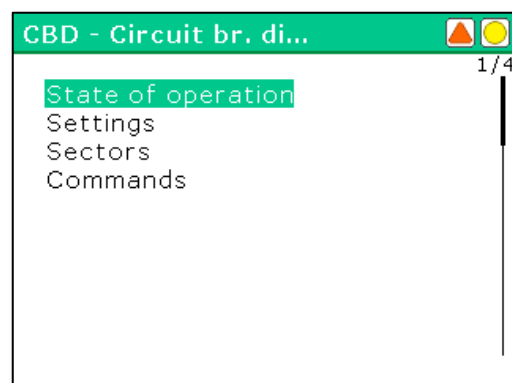 CBD - Circuit br. di...
1/4
State of operation
Settings
Sectors
Commands